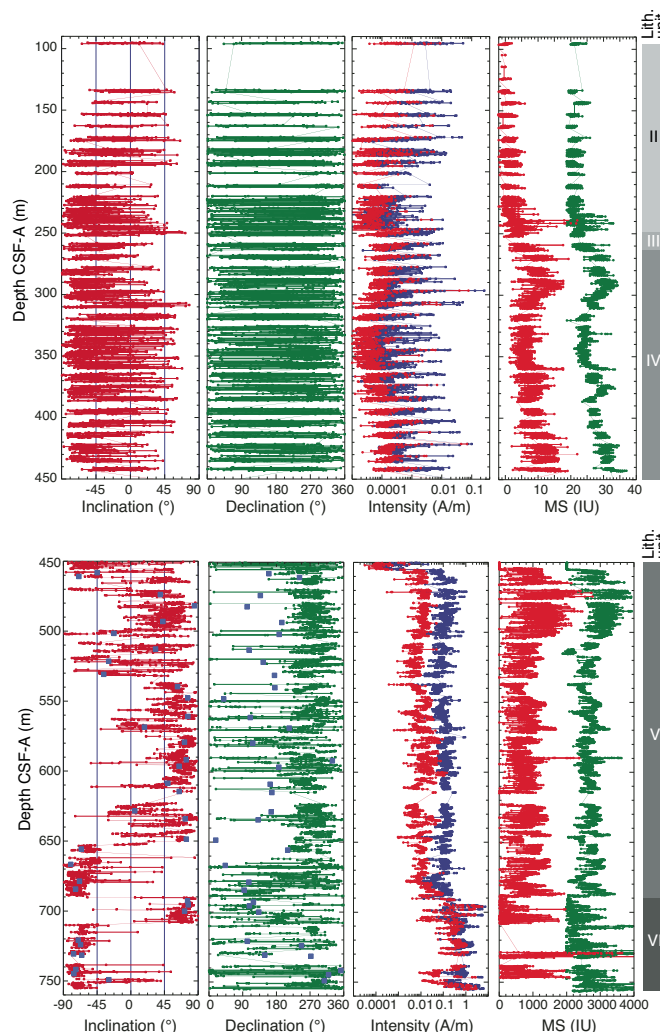 Lith.
unit
100
150
200
250
300
350
400
450
Depth CSF-A (m)
II
III
IV
-45 0 45 90
0 90 180 270 360
0.0001 0.001 0.01 0.1
0 10 20 30 40
Inclination (°) Declination (°) Intensity (A/m) MS (IU)
Lith.
450
500
550
600
650
700
750
Depth CSF-A (m)
V
VI
-90 -45 0 45 90
0 90 180 270 360
0.0001 0.01 0.1 1
0 1000 2000 3000 4000
Inclination (°) Declination (°) Intensity (A/m) MS (IU)